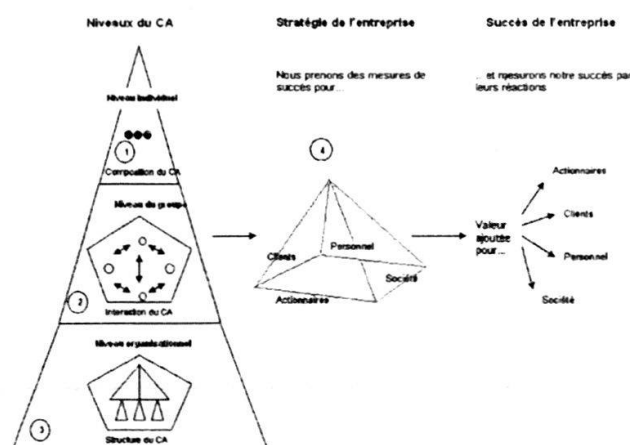 Niveaux du CA
Stratégie de l'entreprise
Succès de l'entreprise
Nous prenons des mesures de
succès pour...
... et mesurons notre succès par
leurs réactions
Niveau individuel
1
Composition du CA
Niveau du groupe
2
Interaction du CA
Niveau organisationnel
3
Structure du CA
4
Clients
Personnel
Société
Actionnaires
Valeur
ajoutée
pour...
Actionnaires
Clients
Personnel
Société